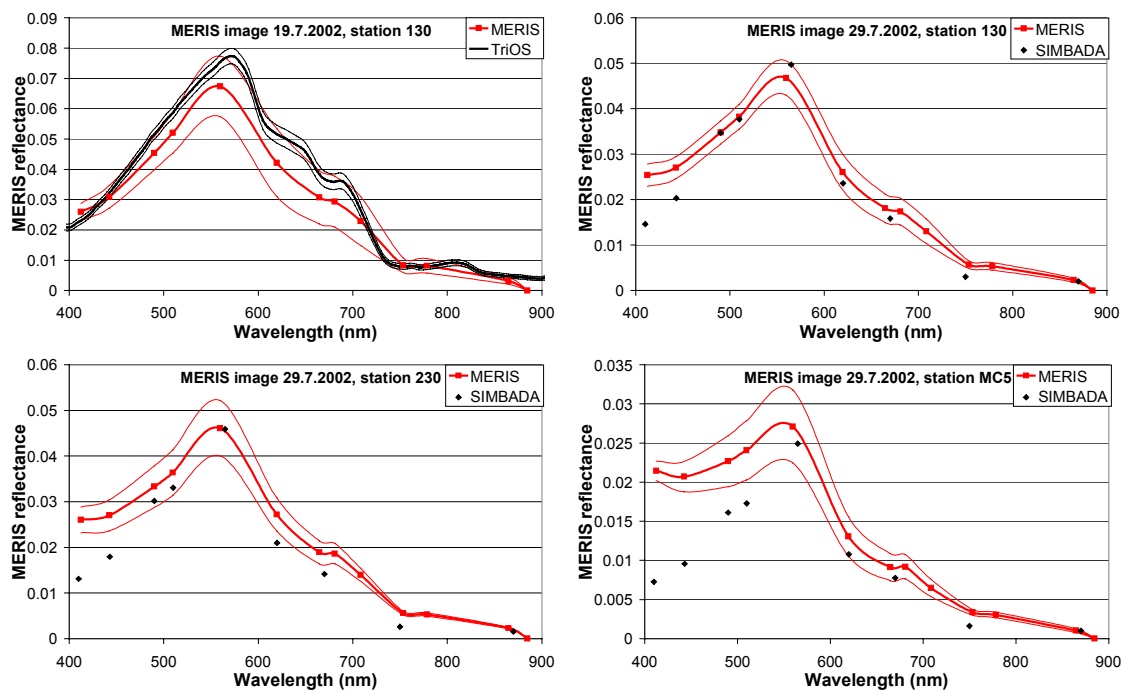 MERIS image 19.7.2002, station 130
MERIS
TriOS
MERIS reflectance
0.09
0.08
0.07
0.06
0.05
0.04
0.03
0.02
0.01
0
400 500 600 700 800 900
Wavelength (nm)
MERIS image 29.7.2002, station 130
MERIS
SIMBADA
MERIS reflectance
0.06
0.05
0.04
0.03
0.02
0.01
0
400 500 600 700 800 900
Wavelength (nm)
MERIS image 29.7.2002, station 230
MERIS
SIMBADA
MERIS reflectance
0.06
0.05
0.04
0.03
0.02
0.01
0
400 500 600 700 800 900
Wavelength (nm)
MERIS image 29.7.2002, station MC5
MERIS
SIMBADA
MERIS reflectance
0.035
0.03
0.025
0.02
0.015
0.01
0.005
0
400 500 600 700 800 900
Wavelength (nm)